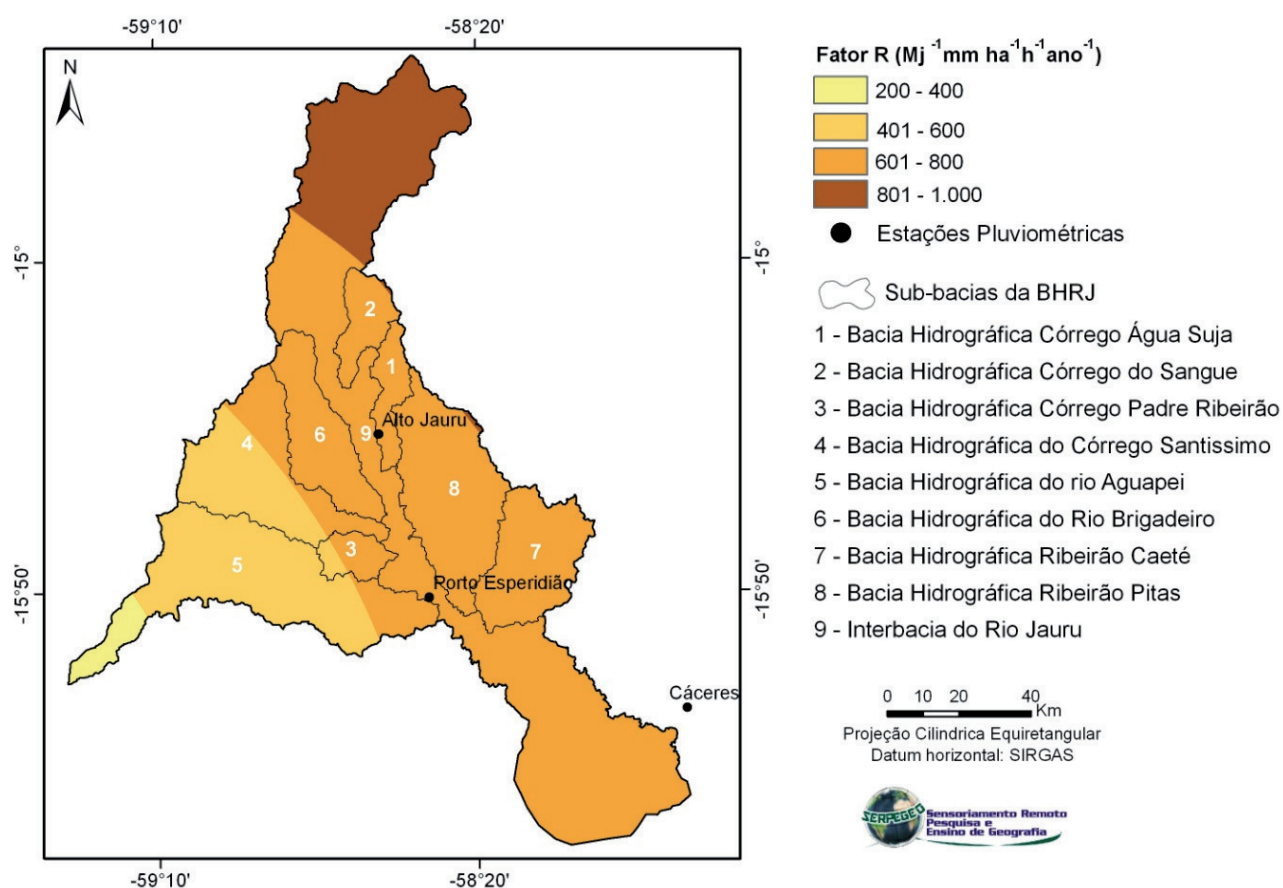 -59°10'
-58°20'
N
-15°
-15°
-15°50'
-15°50'
2
1
4
6
9
Alto Jauru
8
3
7
5
Porto Esperidião
Cáceres
-59°10'
-58°20'
Fator R (Mj ⁻¹mm ha⁻¹h⁻¹ano⁻¹)
200 - 400
401 - 600
601 - 800
801 - 1.000
Estações Pluviométricas
Sub-bacias da BHRJ
1 - Bacia Hidrográfica Córrego Água Suja
2 - Bacia Hidrográfica Córrego do Sangue
3 - Bacia Hidrográfica Córrego Padre Ribeirão
4 - Bacia Hidrográfica do Córrego Santissimo
5 - Bacia Hidrográfica do rio Aguapei
6 - Bacia Hidrográfica do Rio Brigadeiro
7 - Bacia Hidrográfica Ribeirão Caeté
8 - Bacia Hidrográfica Ribeirão Pitas
9 - Interbacia do Rio Jauru
0 10 20 40
Km
Projeção Cilindrica Equiretangular
Datum horizontal: SIRGAS
SERPEGEO
Sensoriamento Remoto
Pesquisa e
Ensino de Geografia